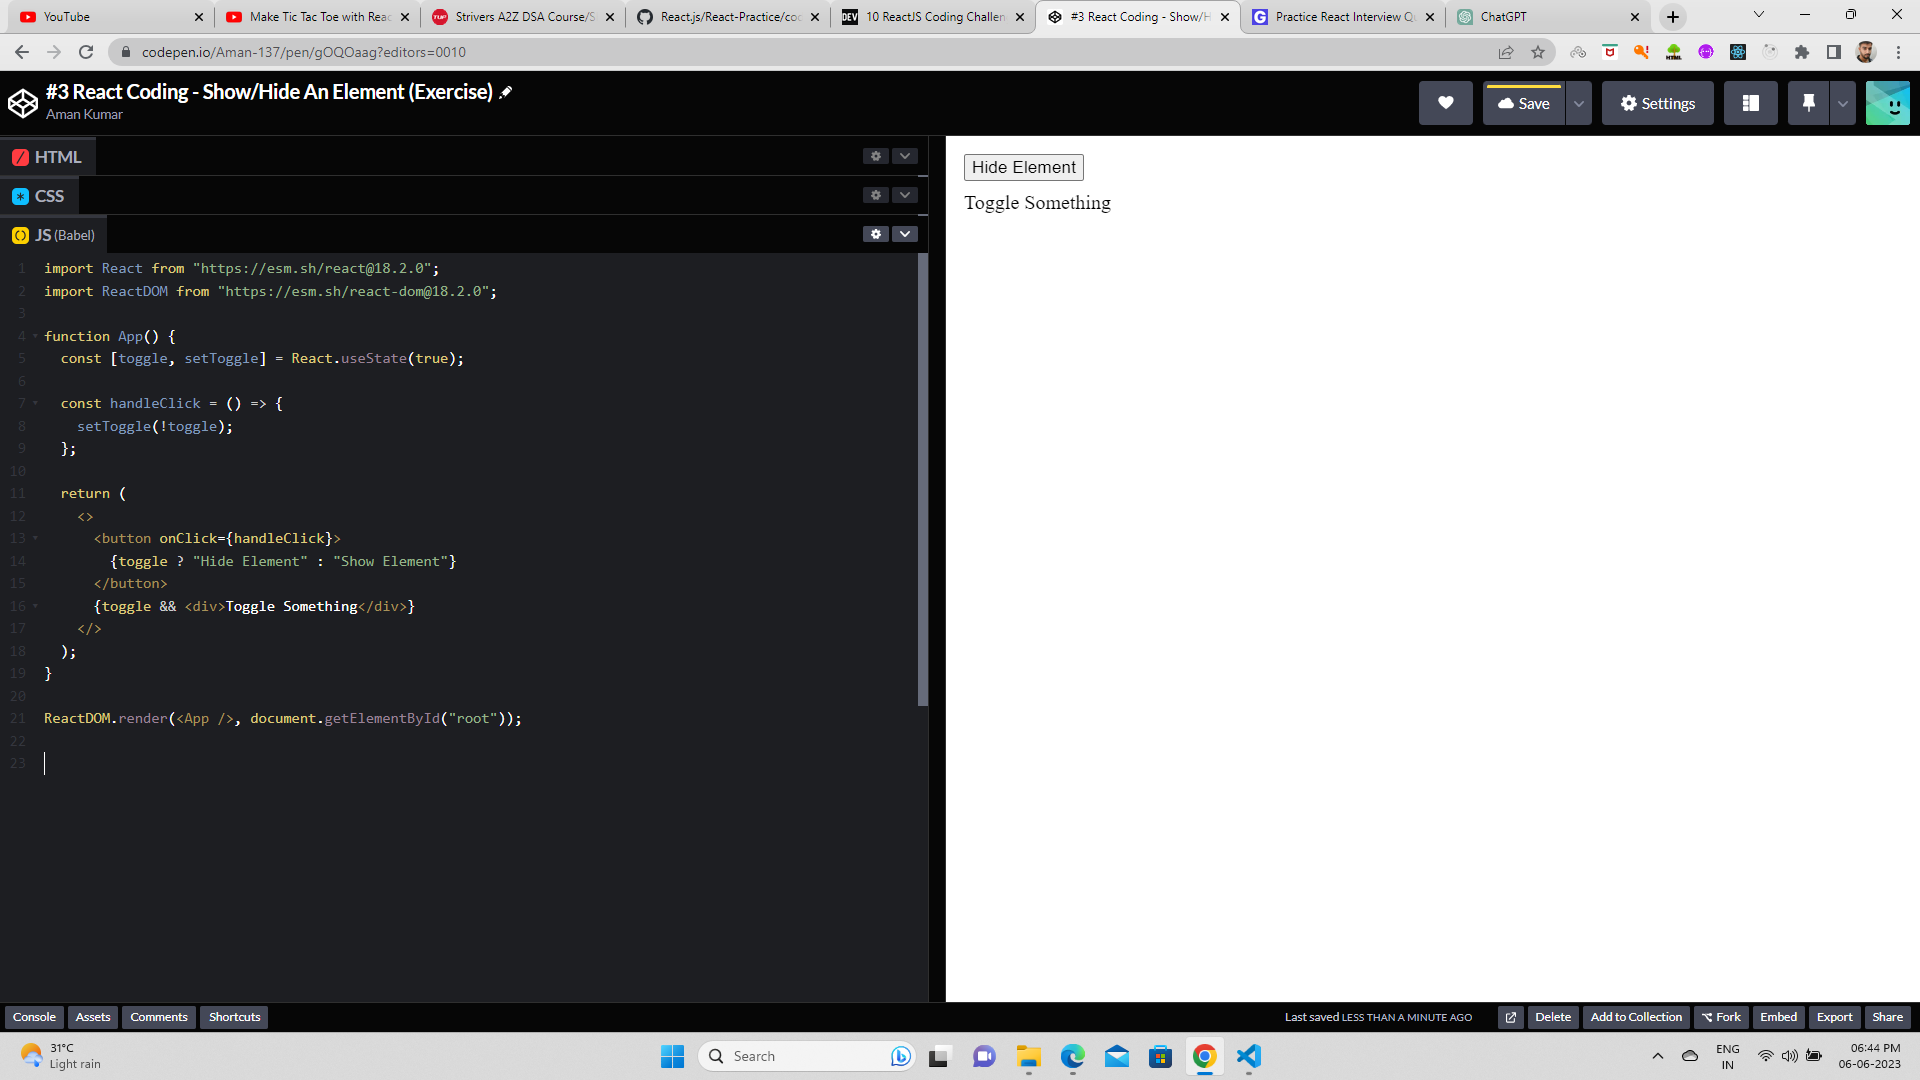 YouTube
Make Tic Tac Toe with Reac
Strivers A2Z DSA Course/S
React.js/React-Practice/coc
DEV
10 ReactJS Coding Challen
#3 React Coding - Show/H
G
Practice React Interview Q
ChatGPT
codepen.io/Aman-137/pen/gOQOaag?editors=0010
#3 React Coding - Show/Hide An Element (Exercise)
Aman Kumar
Save
Settings
HTML
CSS
JS (Babel)
1 import React from "https://esm.sh/react@18.2.0";
2 import ReactDOM from "https://esm.sh/react-dom@18.2.0";
3
4 function App() {
5 const [toggle, setToggle] = React.useState(true);
6
7 const handleClick = () => {
8 setToggle(!toggle);
9 };
10
11 return (
12 <>
13 <button onClick={handleClick}>
14 {toggle ? "Hide Element" : "Show Element"}
15 </button>
16 {toggle && <div>Toggle Something</div>}
17 </>
18 );
19 }
20
21 ReactDOM.render(<App />, document.getElementById("root"));
22
23
Hide Element
Toggle Something
Console
Assets
Comments
Shortcuts
Last saved LESS THAN A MINUTE AGO
Delete
Add to Collection
Fork
Embed
Export
Share
31°C
Light rain
Search
ENG
IN
06:44 PM
06-06-2023